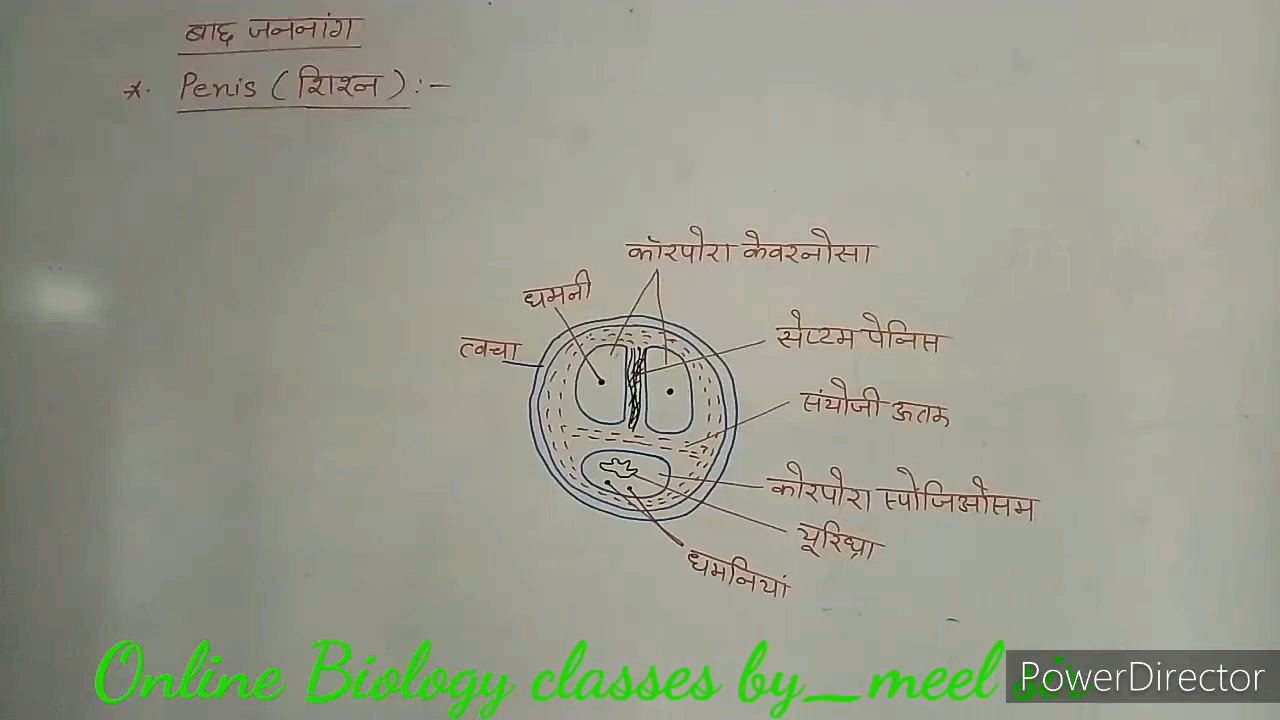 बाह्य जननांग
*. Penis ( शिश्न ) :-
कॉरपोरा केवरनोसा
धमनी
सेप्टम पेनिस
त्वचा
संयोजी ऊतक
कोरपोरा स्पोंजिओसम
यूरिथ्रा
धमनियां
Online Biology classes by_meel
PowerDirector